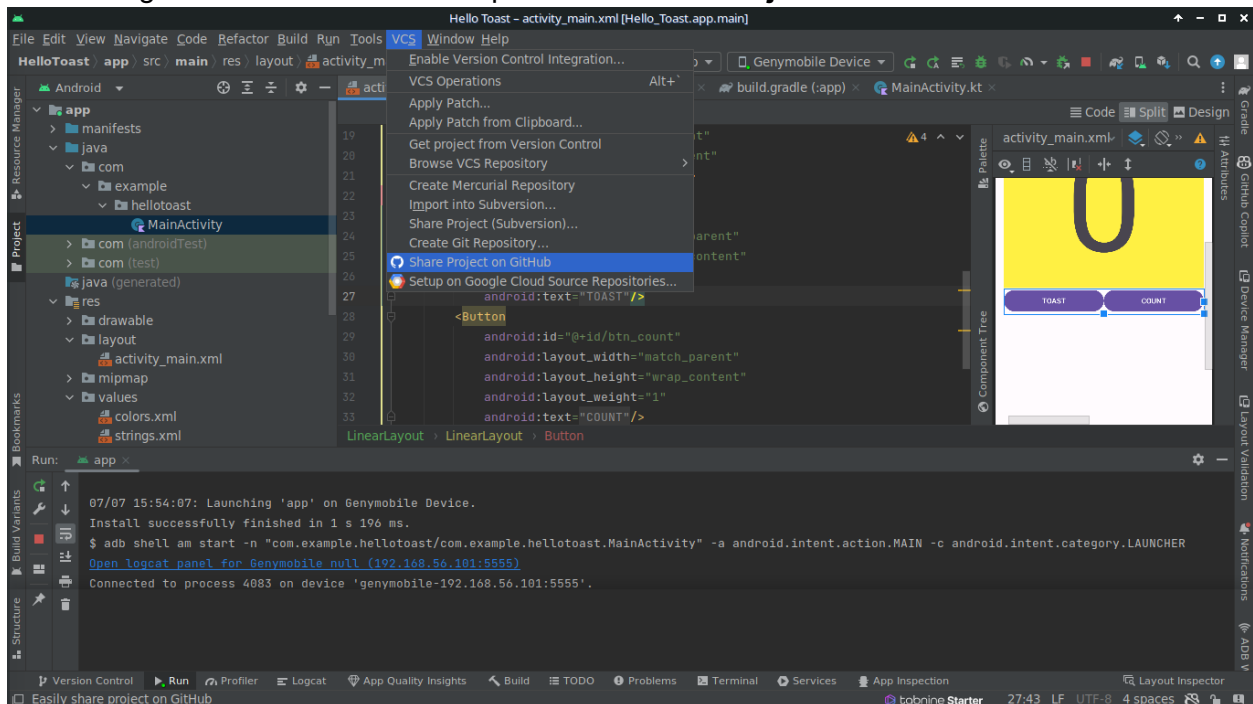 Hello Toast – activity_main.xml [Hello_Toast.app.main]
File Edit View Navigate Code Refactor Build Run Tools VCS Window Help
HelloToast app src main res layout activity_m
Genymobile Device
Android
acti
build.gradle (:app)
MainActivity.kt
Code Split Design
app
manifests
java
com
example
hellotoast
MainActivity
com (androidTest)
com (test)
java (generated)
res
drawable
layout
activity_main.xml
mipmap
values
colors.xml
strings.xml
Enable Version Control Integration...
VCS Operations Alt+`
Apply Patch...
Apply Patch from Clipboard...
Get project from Version Control
Browse VCS Repository
Create Mercurial Repository
Import into Subversion...
Share Project (Subversion)...
Create Git Repository...
Share Project on GitHub
Setup on Google Cloud Source Repositories...
19
20
21
22
23
24
25
26
27 android:text="TOAST"/>
28 <Button
29 android:id="@+id/btn_count"
30 android:layout_width="match_parent"
31 android:layout_height="wrap_content"
32 android:layout_weight="1"
33 android:text="COUNT"/>
4
LinearLayout LinearLayout Button
activity_main.xml
0
TOAST COUNT
Palette
Component Tree
Resource Manager
Project
Bookmarks
Build Variants
Structure
Gradle
Attributes
GitHub Copilot
Device Manager
Layout Validation
Notifications
Run: app
07/07 15:54:07: Launching 'app' on Genymobile Device.
Install successfully finished in 1 s 196 ms.
$ adb shell am start -n "com.example.hellotoast/com.example.hellotoast.MainActivity" -a android.intent.action.MAIN -c android.intent.category.LAUNCHER
Open logcat panel for Genymobile null (192.168.56.101:5555)
Connected to process 4083 on device 'genymobile-192.168.56.101:5555'.
Version Control Run Profiler Logcat App Quality Insights Build TODO Problems Terminal Services App Inspection Layout Inspector
Easily share project on GitHub
tabnine Starter 27:43 LF UTF-8 4 spaces